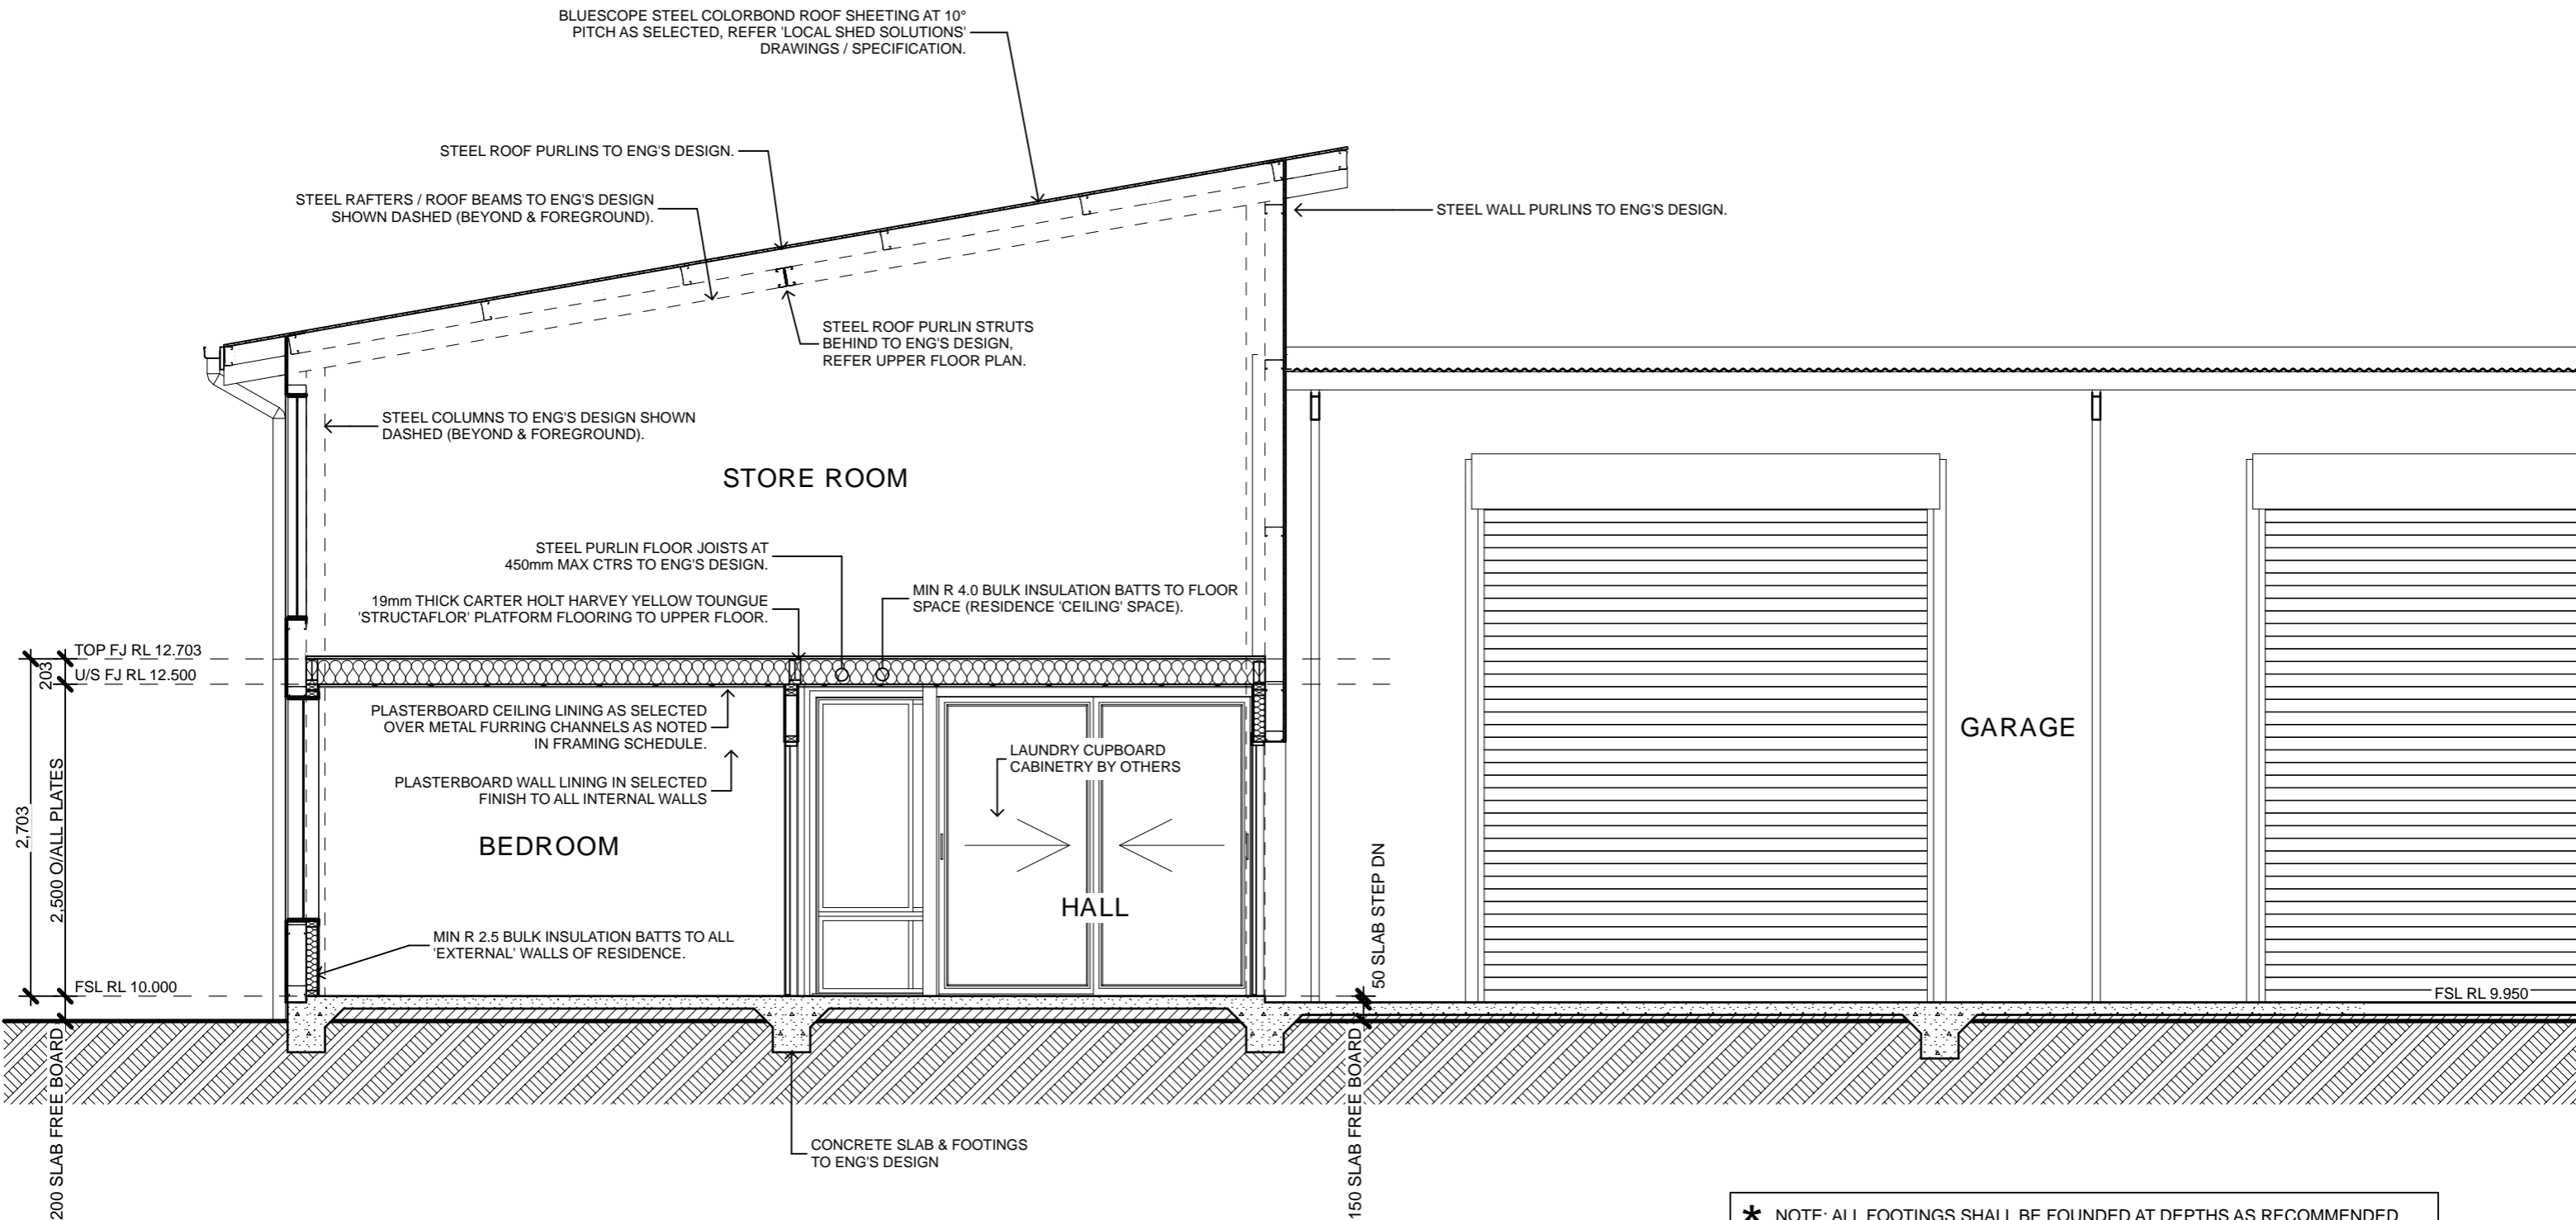 BLUESCOPE STEEL COLORBOND ROOF SHEETING AT 10°
PITCH AS SELECTED, REFER 'LOCAL SHED SOLUTIONS'
DRAWINGS / SPECIFICATION.
STEEL ROOF PURLINS TO ENG'S DESIGN.
STEEL RAFTERS / ROOF BEAMS TO ENG'S DESIGN
SHOWN DASHED (BEYOND & FOREGROUND).
STEEL WALL PURLINS TO ENG'S DESIGN.
STEEL ROOF PURLIN STRUTS
BEHIND TO ENG'S DESIGN,
REFER UPPER FLOOR PLAN.
STEEL COLUMNS TO ENG'S DESIGN SHOWN
DASHED (BEYOND & FOREGROUND).
STORE ROOM
STEEL PURLIN FLOOR JOISTS AT
450mm MAX CTRS TO ENG'S DESIGN.
MIN R 4.0 BULK INSULATION BATTS TO FLOOR
SPACE (RESIDENCE 'CEILING' SPACE).
19mm THICK CARTER HOLT HARVEY YELLOW TOUNGUE
'STRUCTAFLOR' PLATFORM FLOORING TO UPPER FLOOR.
TOP FJ RL 12.703
203
U/S FJ RL 12.500
PLASTERBOARD CEILING LINING AS SELECTED
OVER METAL FURRING CHANNELS AS NOTED
IN FRAMING SCHEDULE.
GARAGE
LAUNDRY CUPBOARD
CABINETRY BY OTHERS
PLASTERBOARD WALL LINING IN SELECTED
FINISH TO ALL INTERNAL WALLS
2,703
2,500 O/ALL PLATES
BEDROOM
HALL
50 SLAB STEP DN
MIN R 2.5 BULK INSULATION BATTS TO ALL
'EXTERNAL' WALLS OF RESIDENCE.
FSL RL 10.000
FSL RL 9.950
200 SLAB FREE BOARD
150 SLAB FREE BOARD
CONCRETE SLAB & FOOTINGS
TO ENG'S DESIGN
* NOTE: ALL FOOTINGS SHALL BE FOUNDED AT DEPTHS AS RECOMMENDED